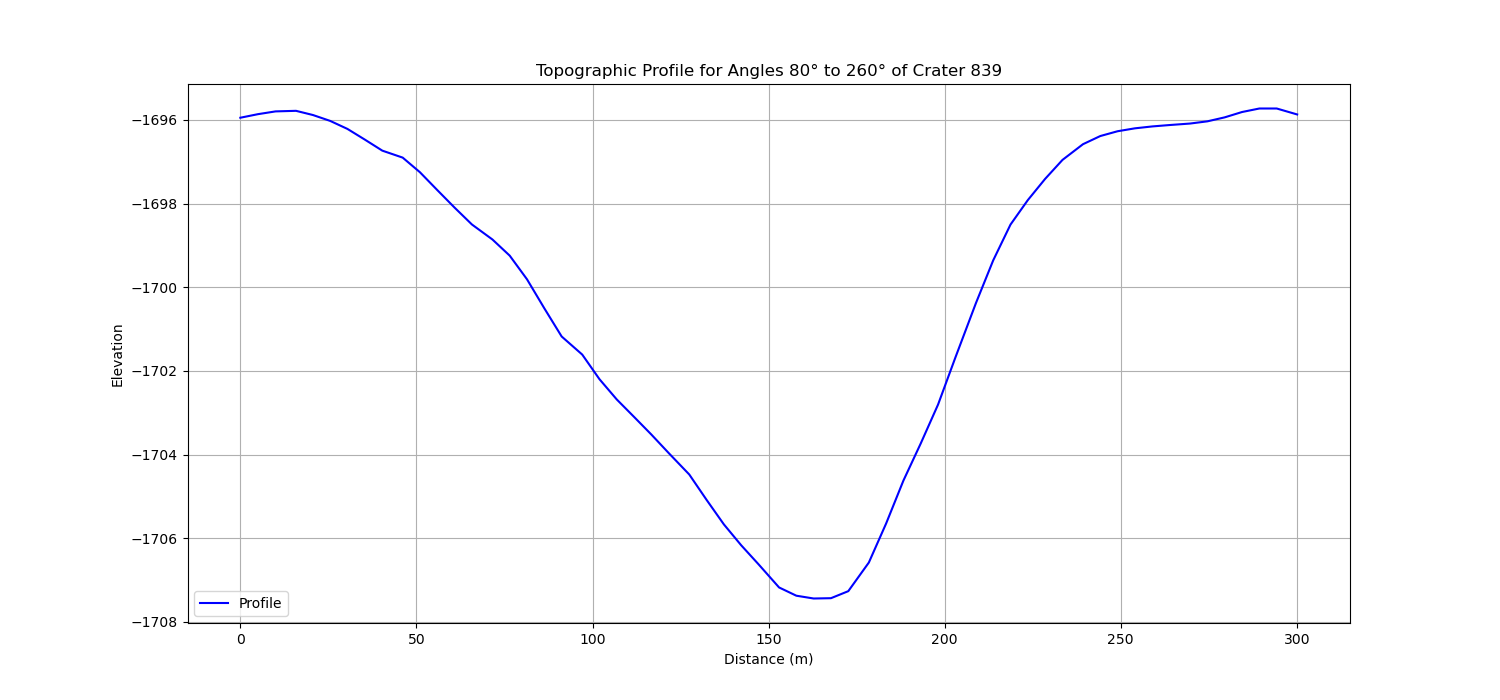 Topographic Profile for Angles 80° to 260° of Crater 839
−1696
−1698
−1700
−1702
−1704
−1706
−1708
Elevation
Profile
0 50 100 150 200 250 300
Distance (m)